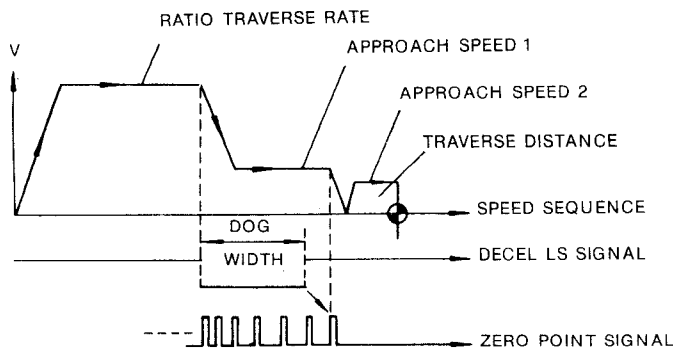 RATIO TRAVERSE RATE
V
APPROACH SPEED 1
APPROACH SPEED 2
TRAVERSE DISTANCE
SPEED SEQUENCE
DOG
WIDTH
DECEL LS SIGNAL
ZERO POINT SIGNAL